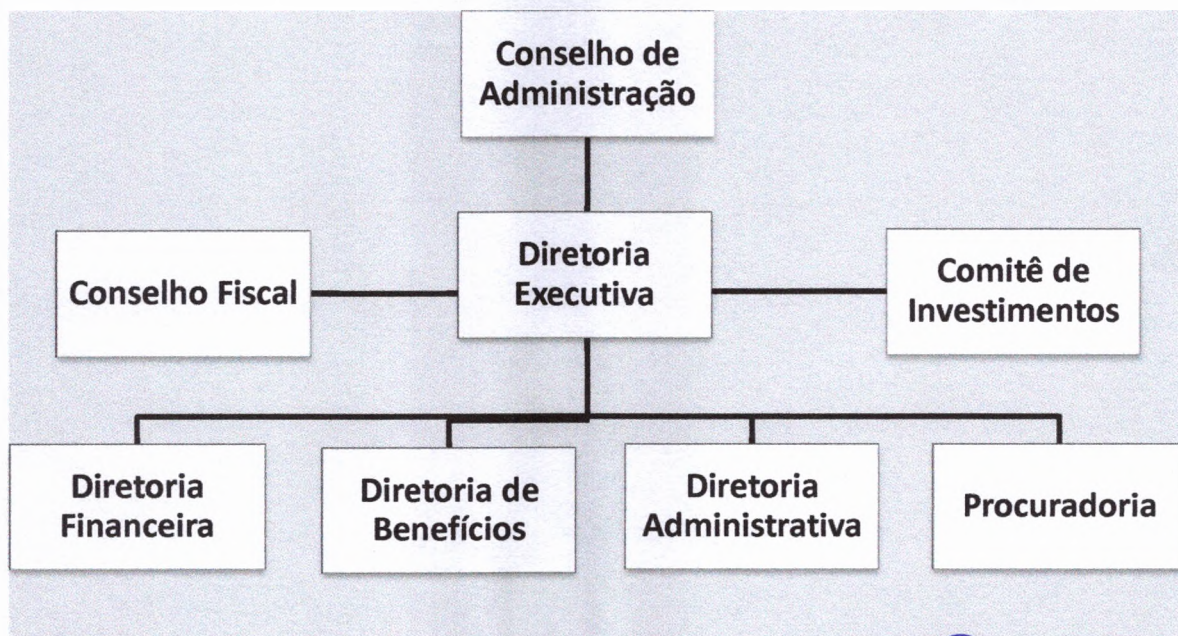 Conselho de
Administração
Conselho Fiscal
Diretoria
Executiva
Comitê de
Investimentos
Diretoria
Financeira
Diretoria de
Benefícios
Diretoria
Administrativa
Procuradoria